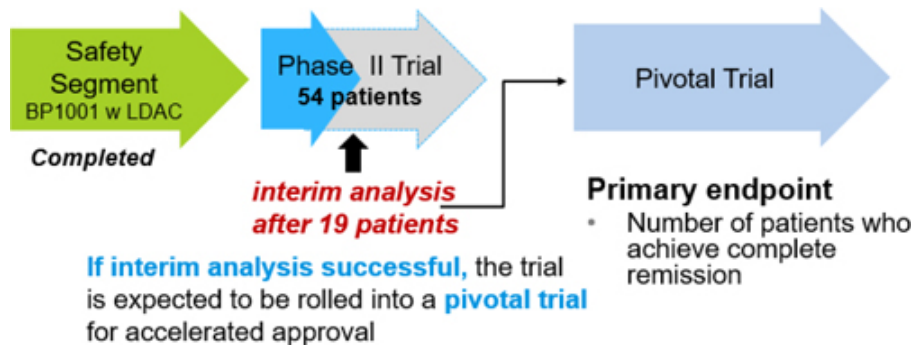 Safety
Segment
BP1001 w LDAC
Completed
Phase II Trial
54 patients
interim analysis
after 19 patients
If interim analysis successful, the trial
is expected to be rolled into a pivotal trial
for accelerated approval
Pivotal Trial
Primary endpoint
• Number of patients who
achieve complete
remission